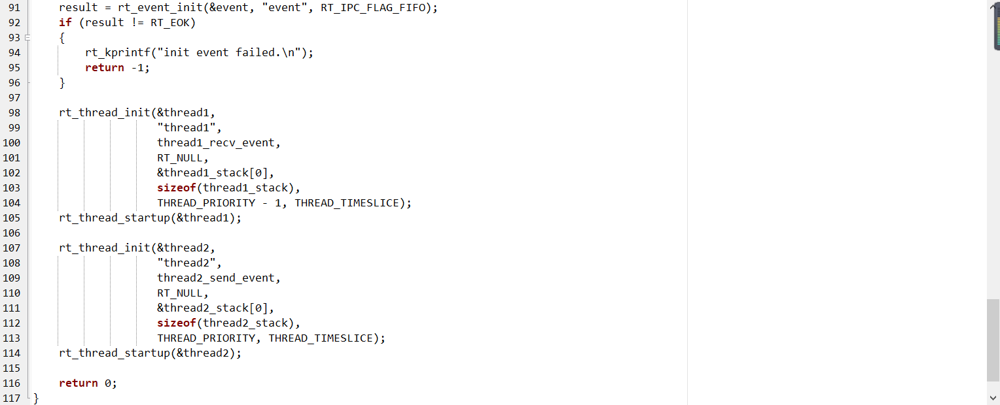 91 result = rt_event_init(&event, "event", RT_IPC_FLAG_FIFO);
92 if (result != RT_EOK)
93 {
94 rt_kprintf("init event failed.\n");
95 return -1;
96 }
97
98 rt_thread_init(&thread1,
99 "thread1",
100 thread1_recv_event,
101 RT_NULL,
102 &thread1_stack[0],
103 sizeof(thread1_stack),
104 THREAD_PRIORITY - 1, THREAD_TIMESLICE);
105 rt_thread_startup(&thread1);
106
107 rt_thread_init(&thread2,
108 "thread2",
109 thread2_send_event,
110 RT_NULL,
111 &thread2_stack[0],
112 sizeof(thread2_stack),
113 THREAD_PRIORITY, THREAD_TIMESLICE);
114 rt_thread_startup(&thread2);
115
116 return 0;
117 }